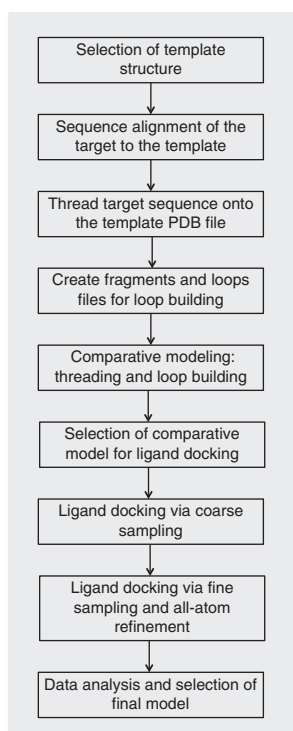 Selection of template
structure
Sequence alignment of the
target to the template
Thread target sequence onto
the template PDB file
Create fragments and loops
files for loop building
Comparative modeling:
threading and loop building
Selection of comparative
model for ligand docking
Ligand docking via coarse
sampling
Ligand docking via fine
sampling and all-atom
refinement
Data analysis and selection of
final model